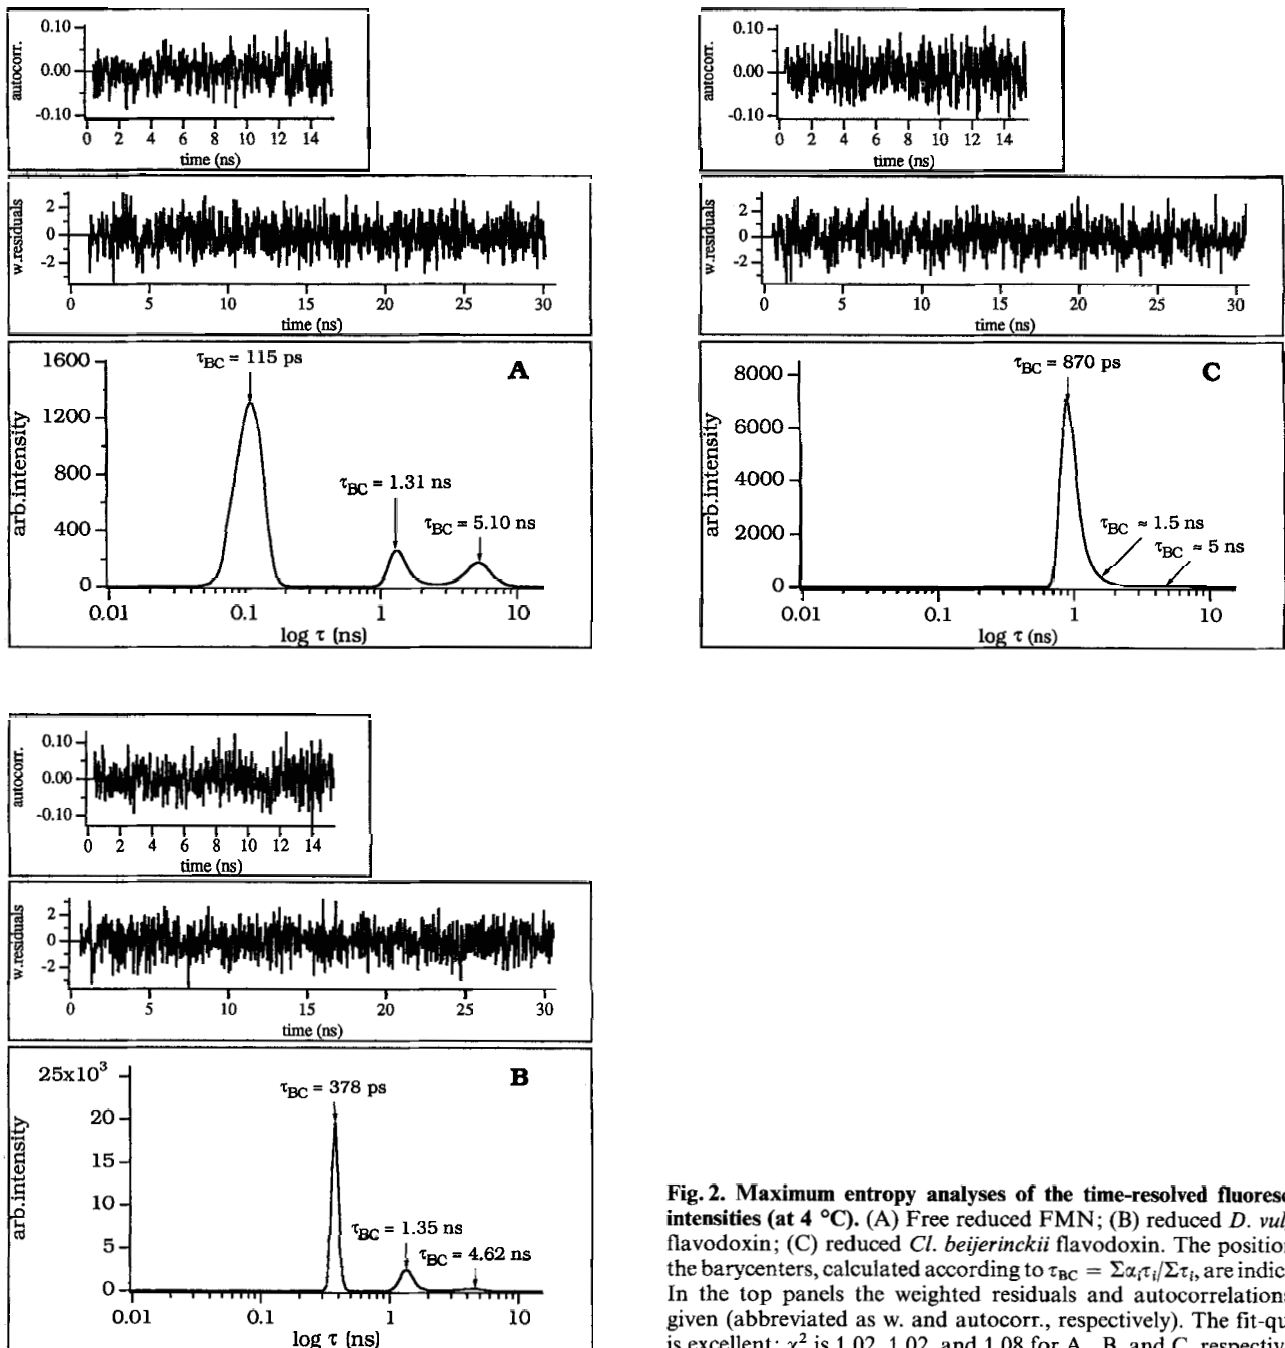 0.10
0.00
-0.10
autocorr.
0 2 4 6 8 10 12 14
time (ns)
2
0
-2
w.residuals
0 5 10 15 20 25 30
time (ns)
1600
1200
800
400
0
arb.intensity
τBC = 115 ps
A
τBC = 1.31 ns
τBC = 5.10 ns
0.01 0.1 1 10
log τ (ns)
0.10
0.00
-0.10
autocorr.
0 2 4 6 8 10 12 14
time (ns)
2
0
-2
w.residuals
0 5 10 15 20 25 30
time (ns)
8000
6000
4000
2000
0
arb.intensity
τBC = 870 ps
C
τBC ≈ 1.5 ns
τBC ≈ 5 ns
0.01 0.1 1 10
log τ (ns)
0.10
0.00
-0.10
autocorr.
0 2 4 6 8 10 12 14
time (ns)
2
0
-2
w.residuals
0 5 10 15 20 25 30
time (ns)
25x10³
20
15
10
5
0
arb.intensity
τBC = 378 ps
B
τBC = 1.35 ns
τBC = 4.62 ns
0.01 0.1 1 10
log τ (ns)
Fig. 2. Maximum entropy analyses of the time-resolved fluores
intensities (at 4 °C). (A) Free reduced FMN; (B) reduced D. vul
flavodoxin; (C) reduced Cl. beijerinckii flavodoxin. The position
the barycenters, calculated according to τBC = Σαiτi/Στi, are indic
In the top panels the weighted residuals and autocorrelation
given (abbreviated as w. and autocorr., respectively). The fit-qu
is excellent: χ² is 1.02, 1.02, and 1.08 for A, B, and C, respectiv